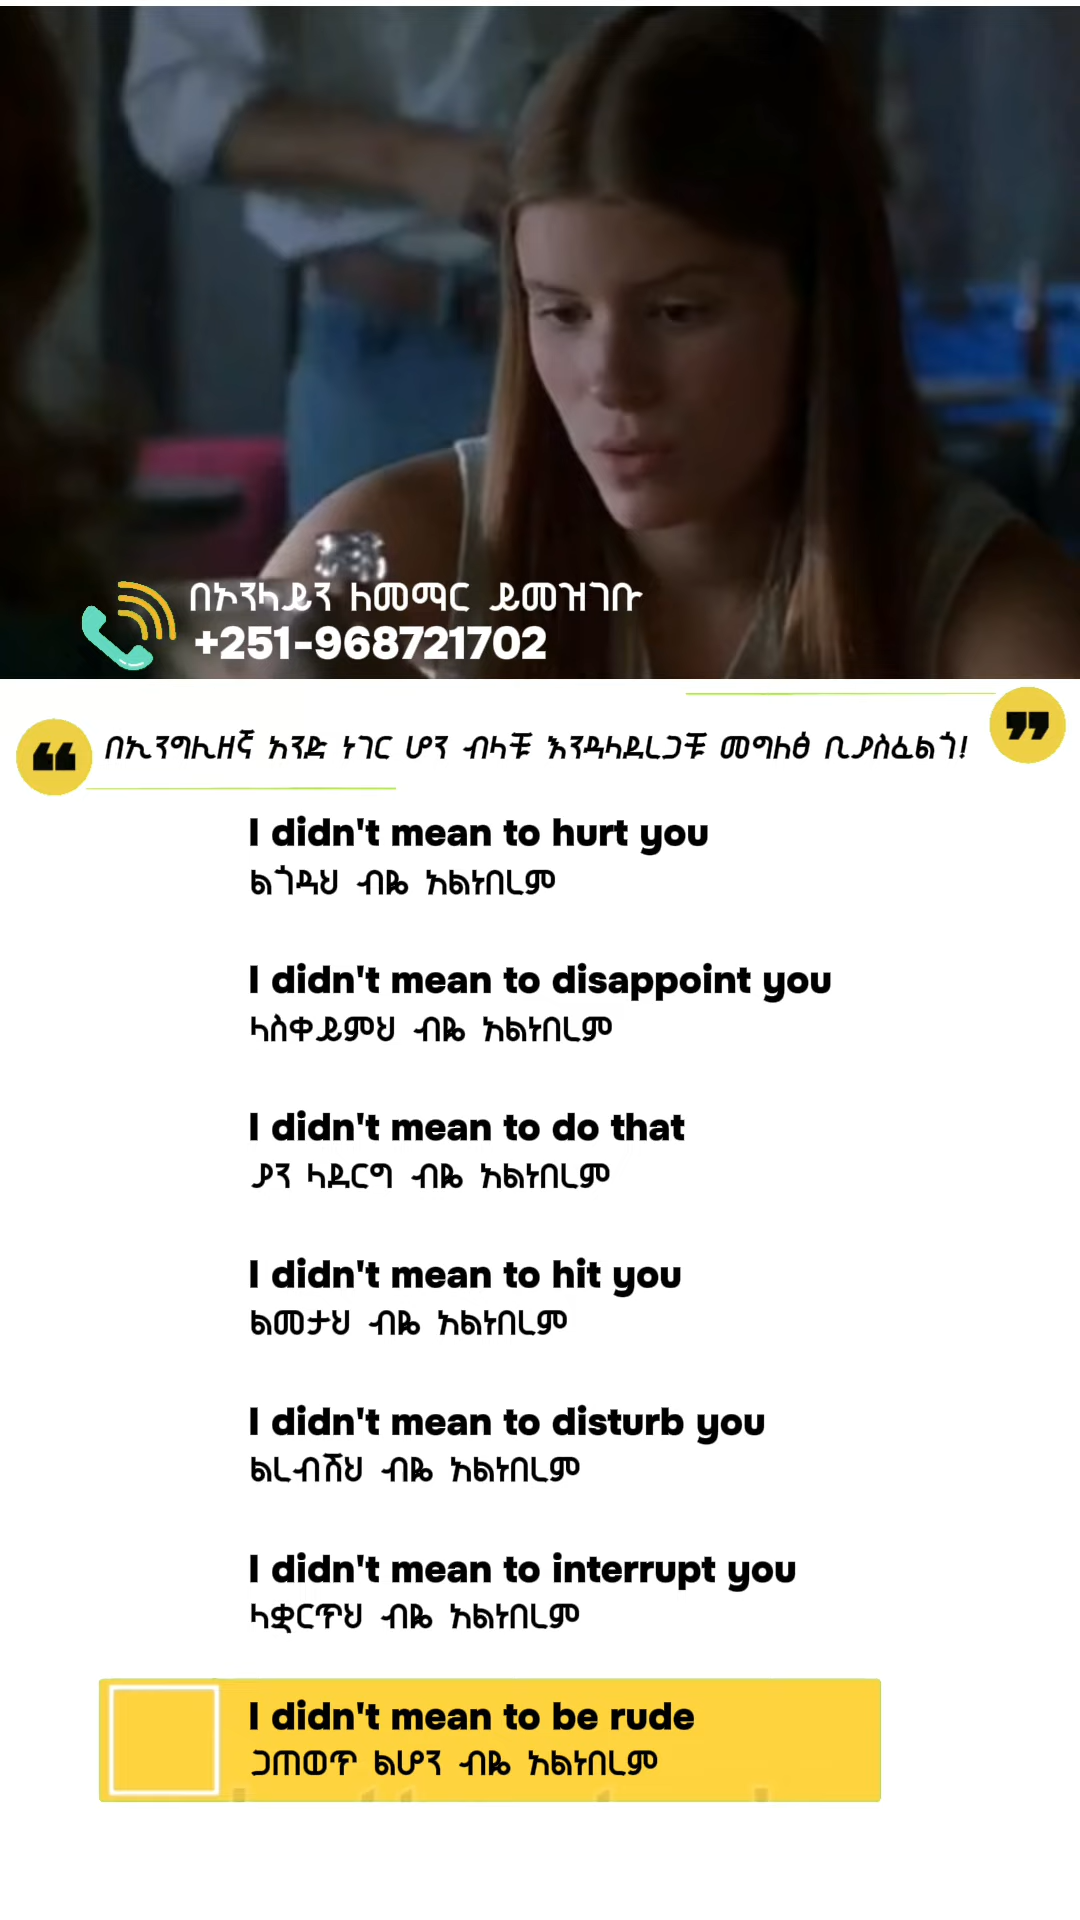 በኦንላይን ለመማር ይመዝገቡ
+251-968721702
በኢንግሊዘኛ አንድ ነገር ሆን ብላቹ እንዳላደረጋቹ መግለፅ ቢያስፈልጎ!
I didn't mean to hurt you
ልጎዳህ ብዬ አልነበረም
I didn't mean to disappoint you
ላስቀይምህ ብዬ አልነበረም
I didn't mean to do that
ያን ላደርግ ብዬ አልነበረም
I didn't mean to hit you
ልመታህ ብዬ አልነበረም
I didn't mean to disturb you
ልረብሽህ ብዬ አልነበረም
I didn't mean to interrupt you
ላቋርጥህ ብዬ አልነበረም
I didn't mean to be rude
ጋጠወጥ ልሆን ብዬ አልነበረም